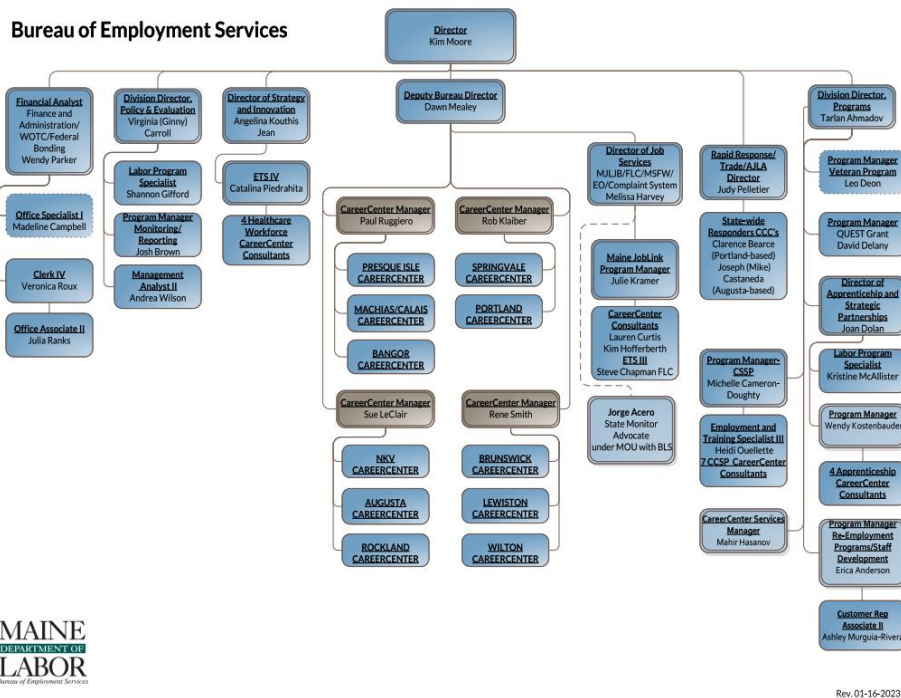 Bureau of Employment Services
Director
Kim Moore
Financial Analyst
Finance and
Administration/
WOTC/Federal
Bonding
Wendy Parker
Office Specialist I
Madeline Campbell
Clerk IV
Veronica Roux
Office Associate II
Julia Ranks
Division Director,
Policy & Evaluation
Virginia (Ginny)
Carroll
Labor Program
Specialist
Shannon Gifford
Program Manager
Monitoring/
Reporting
Josh Brown
Management
Analyst II
Andrea Wilson
Director of Strategy
and Innovation
Angelina Kouthis
Jean
ETS IV
Catalina Piedrahita
4 Healthcare
Workforce
CareerCenter
Consultants
Deputy Bureau Director
Dawn Mealey
CareerCenter Manager
Paul Ruggiero
PRESQUE ISLE
CAREERCENTER
MACHIAS/CALAIS
CAREERCENTER
BANGOR
CAREERCENTER
CareerCenter Manager
Rob Klaiber
SPRINGVALE
CAREERCENTER
PORTLAND
CAREERCENTER
CareerCenter Manager
Sue LeClair
NKV
CAREERCENTER
AUGUSTA
CAREERCENTER
ROCKLAND
CAREERCENTER
CareerCenter Manager
Rene Smith
BRUNSWICK
CAREERCENTER
LEWISTON
CAREERCENTER
WILTON
CAREERCENTER
Director of Job
Services
MJLJB/FLC/MSFW/
EO/Complaint System
Melissa Harvey
Maine JobLink
Program Manager
Julie Kramer
CareerCenter
Consultants
Lauren Curtis
Kim Hofferberth
ETS III
Steve Chapman FLC
Jorge Acero
State Monitor
Advocate
under MOU with BLS
Rapid Response/
Trade/AJLA
Director
Judy Pelletier
State-wide
Responders CCC's
Clarence Bearce
(Portland-based)
Joseph (Mike)
Castaneda
(Augusta-based)
Program Manager-
CSSP
Michelle Cameron-
Doughty
Employment and
Training Specialist III
Heidi Ouellette
7 CCSP CareerCenter
Consultants
CareerCenter Services
Manager
Mahir Hasanov
Division Director,
Programs
Tarlan Ahmadov
Program Manager
Veteran Program
Leo Deon
Program Manager
QUEST Grant
David Delany
Director of
Apprenticehip and
Strategic
Partnerships
Joan Dolan
Labor Program
Specialist
Kristine McAllister
Program Manager
Wendy Kostenbauder
4 Apprenticeship
CareerCenter
Consultants
Program Manager
Re-Employment
Programs/Staff
Development
Erica Anderson
Customer Rep
Associate II
Ashley Murguia-Rivera
MAINE
DEPARTMENT OF
LABOR
Bureau of Employment Services
Rev. 01-16-2023